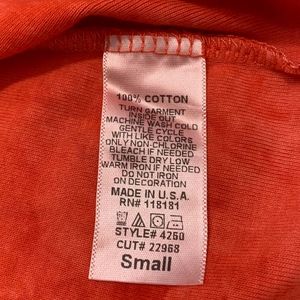 100% COTTON
TURN GARMENT
INSIDE OUT
MACHINE WASH COLD
GENTLE CYCLE
WITH LIKE COLORS
ONLY NON-CHLORINE
BLEACH IF NEEDED
TUMBLE DRY LOW
WARM IRON IF NEEDED
DO NOT IRON
ON DECORATION
MADE IN U.S.A.
RN# 118181
STYLE# 4250
CUT# 22968
Small